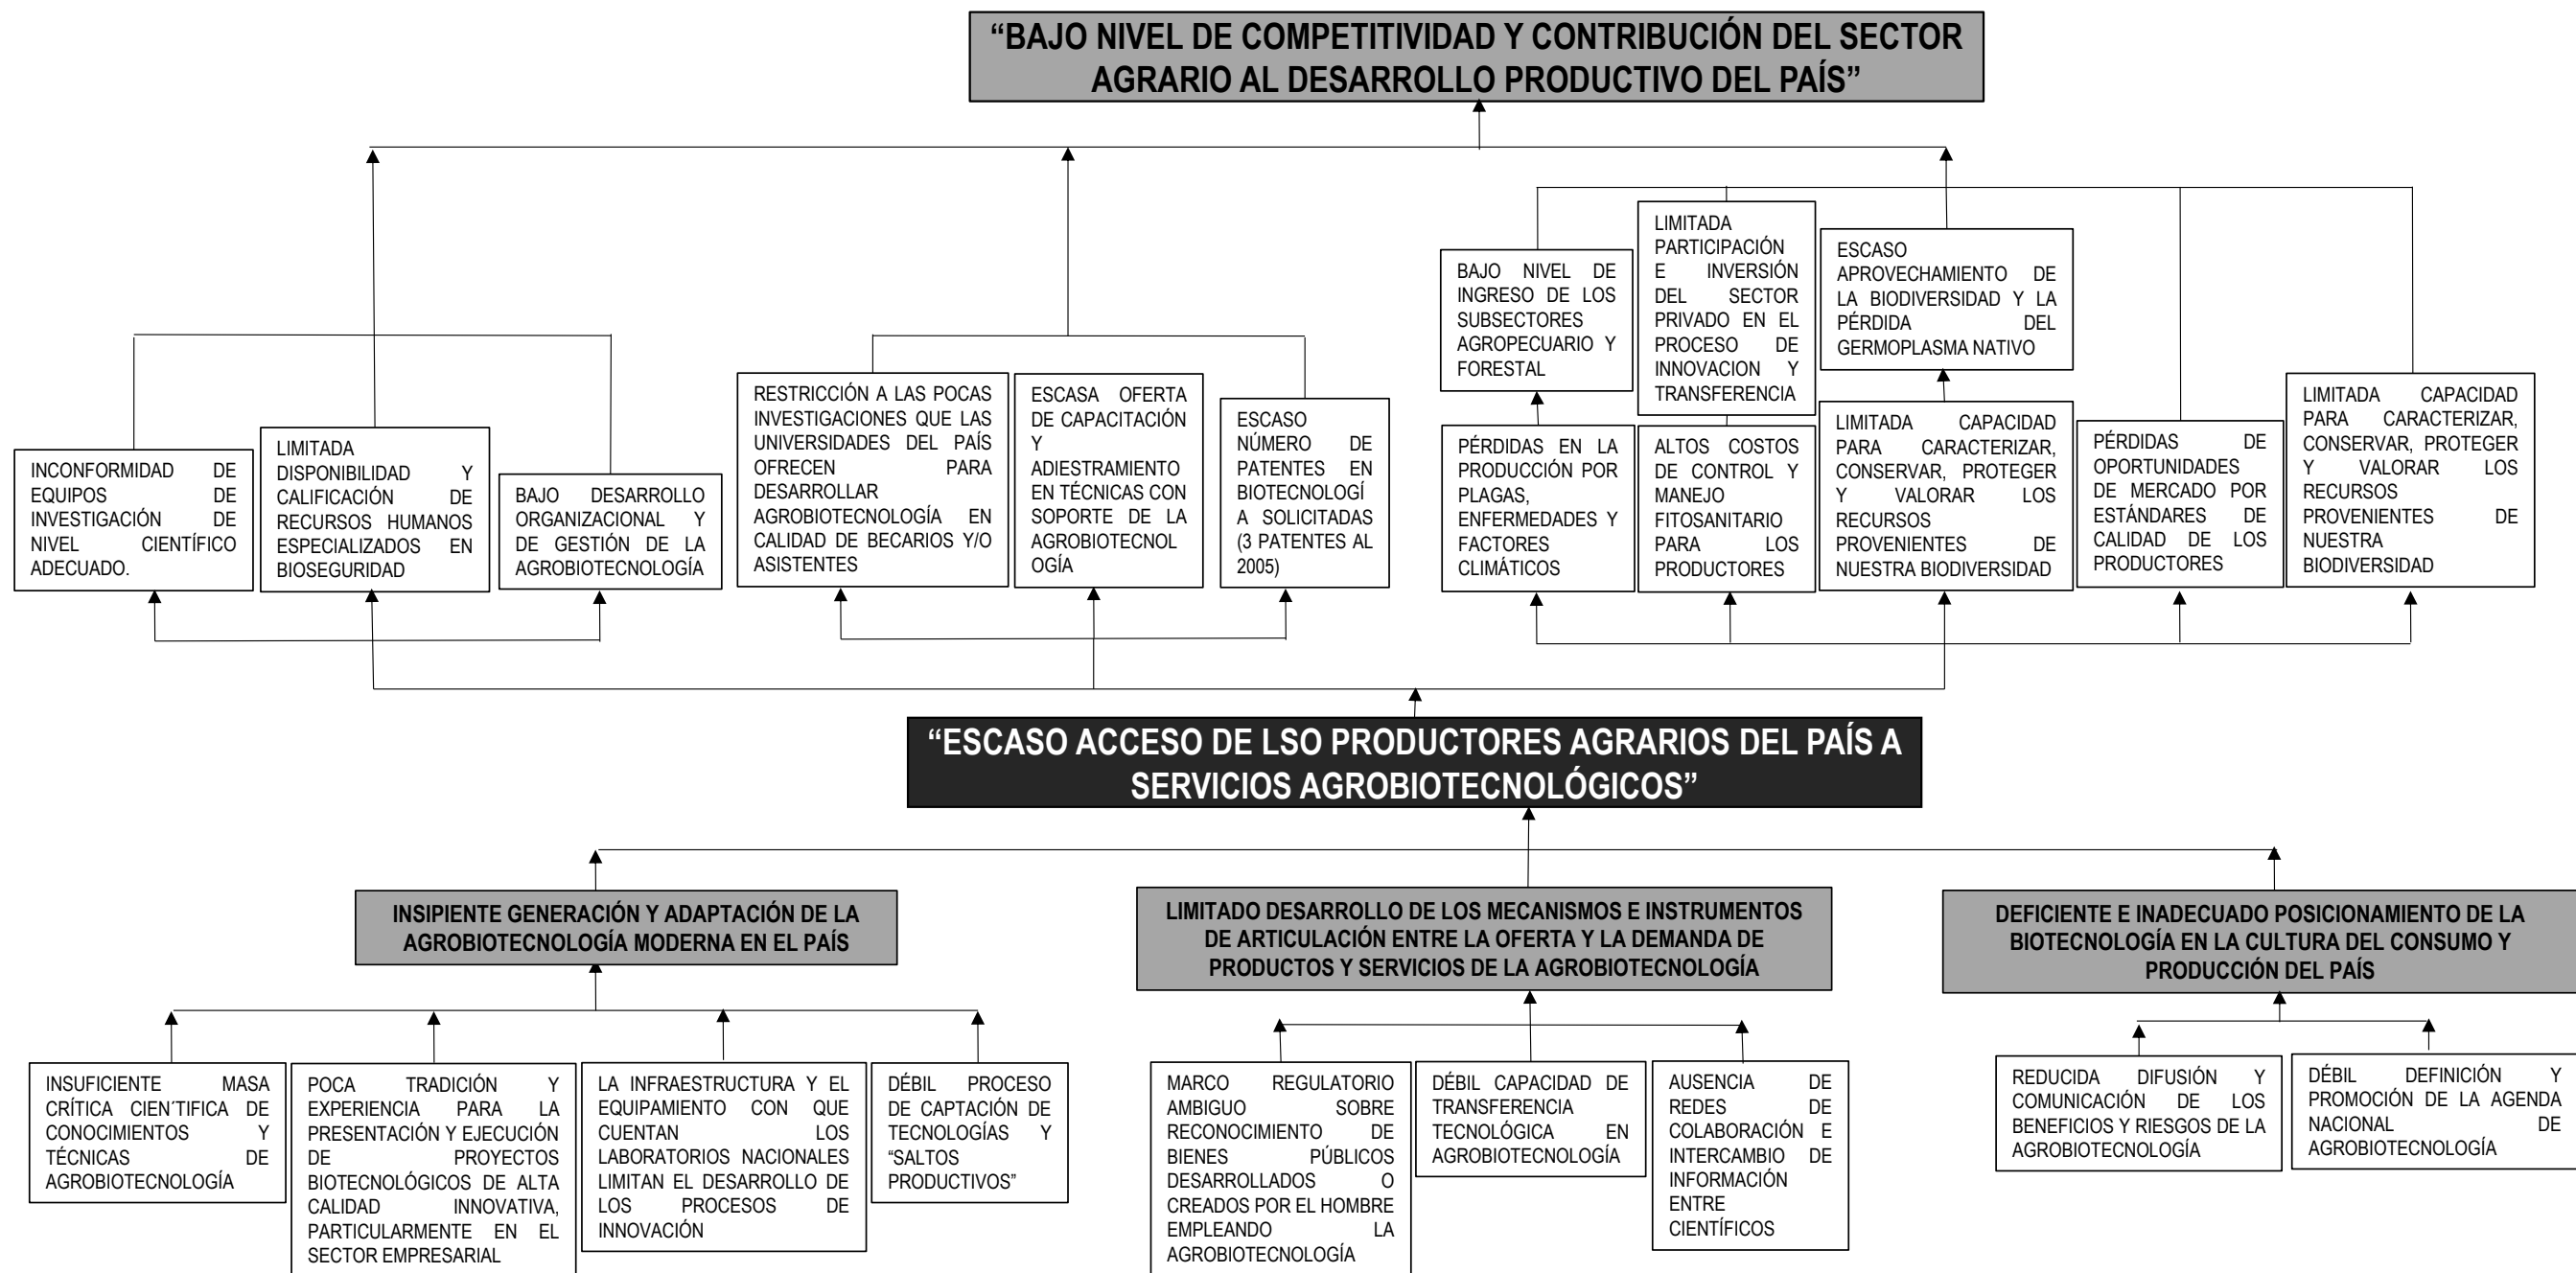 “BAJO NIVEL DE COMPETITIVIDAD Y CONTRIBUCIÓN DEL SECTOR
AGRARIO AL DESARROLLO PRODUCTIVO DEL PAÍS”
INCONFORMIDAD DE
EQUIPOS DE
INVESTIGACIÓN DE
NIVEL CIENTÍFICO
ADECUADO.
LIMITADA
DISPONIBILIDAD Y
CALIFICACIÓN DE
RECURSOS HUMANOS
ESPECIALIZADOS EN
BIOSEGURIDAD
BAJO DESARROLLO
ORGANIZACIONAL Y
DE GESTIÓN DE LA
AGROBIOTECNOLOGÍA
RESTRICCIÓN A LAS POCAS
INVESTIGACIONES QUE LAS
UNIVERSIDADES DEL PAÍS
OFRECEN PARA
DESARROLLAR
AGROBIOTECNOLOGÍA EN
CALIDAD DE BECARIOS Y/O
ASISTENTES
ESCASA OFERTA
DE CAPACITACIÓN
Y
ADIESTRAMIENTO
EN TÉCNICAS CON
SOPORTE DE LA
AGROBIOTECNOL
OGÍA
ESCASO
NÚMERO DE
PATENTES EN
BIOTECNOLOGÍ
A SOLICITADAS
(3 PATENTES AL
2005)
BAJO NIVEL DE
INGRESO DE LOS
SUBSECTORES
AGROPECUARIO Y
FORESTAL
LIMITADA
PARTICIPACIÓN
E INVERSIÓN
DEL SECTOR
PRIVADO EN EL
PROCESO DE
INNOVACION Y
TRANSFERENCIA
ESCASO
APROVECHAMIENTO DE
LA BIODIVERSIDAD Y LA
PÉRDIDA DEL
GERMOPLASMA NATIVO
PÉRDIDAS EN LA
PRODUCCIÓN POR
PLAGAS,
ENFERMEDADES Y
FACTORES
CLIMÁTICOS
ALTOS COSTOS
DE CONTROL Y
MANEJO
FITOSANITARIO
PARA LOS
PRODUCTORES
LIMITADA CAPACIDAD
PARA CARACTERIZAR,
CONSERVAR, PROTEGER
Y VALORAR LOS
RECURSOS
PROVENIENTES DE
NUESTRA BIODIVERSIDAD
PÉRDIDAS DE
OPORTUNIDADES
DE MERCADO POR
ESTÁNDARES DE
CALIDAD DE LOS
PRODUCTORES
LIMITADA CAPACIDAD
PARA CARACTERIZAR,
CONSERVAR, PROTEGER
Y VALORAR LOS
RECURSOS
PROVENIENTES DE
NUESTRA
BIODIVERSIDAD
“ESCASO ACCESO DE LSO PRODUCTORES AGRARIOS DEL PAÍS A
SERVICIOS AGROBIOTECNOLÓGICOS”
INSIPIENTE GENERACIÓN Y ADAPTACIÓN DE LA
AGROBIOTECNOLOGÍA MODERNA EN EL PAÍS
LIMITADO DESARROLLO DE LOS MECANISMOS E INSTRUMENTOS
DE ARTICULACIÓN ENTRE LA OFERTA Y LA DEMANDA DE
PRODUCTOS Y SERVICIOS DE LA AGROBIOTECNOLOGÍA
DEFICIENTE E INADECUADO POSICIONAMIENTO DE LA
BIOTECNOLOGÍA EN LA CULTURA DEL CONSUMO Y
PRODUCCIÓN DEL PAÍS
INSUFICIENTE MASA
CRÍTICA CIEN´TIFICA DE
CONOCIMIENTOS Y
TÉCNICAS DE
AGROBIOTECNOLOGÍA
POCA TRADICIÓN Y
EXPERIENCIA PARA LA
PRESENTACIÓN Y EJECUCIÓN
DE PROYECTOS
BIOTECNOLÓGICOS DE ALTA
CALIDAD INNOVATIVA,
PARTICULARMENTE EN EL
SECTOR EMPRESARIAL
LA INFRAESTRUCTURA Y EL
EQUIPAMIENTO CON QUE
CUENTAN LOS
LABORATORIOS NACIONALES
LIMITAN EL DESARROLLO DE
LOS PROCESOS DE
INNOVACIÓN
DÉBIL PROCESO
DE CAPTACIÓN DE
TECNOLOGÍAS Y
“SALTOS
PRODUCTIVOS”
MARCO REGULATORIO
AMBIGUO SOBRE
RECONOCIMIENTO DE
BIENES PÚBLICOS
DESARROLLADOS O
CREADOS POR EL HOMBRE
EMPLEANDO LA
AGROBIOTECNOLOGÍA
DÉBIL CAPACIDAD DE
TRANSFERENCIA
TECNOLÓGICA EN
AGROBIOTECNOLOGÍA
AUSENCIA DE
REDES DE
COLABORACIÓN E
INTERCAMBIO DE
INFORMACIÓN
ENTRE
CIENTÍFICOS
REDUCIDA DIFUSIÓN Y
COMUNICACIÓN DE LOS
BENEFICIOS Y RIESGOS DE LA
AGROBIOTECNOLOGÍA
DÉBIL DEFINICIÓN Y
PROMOCIÓN DE LA AGENDA
NACIONAL DE
AGROBIOTECNOLOGÍA